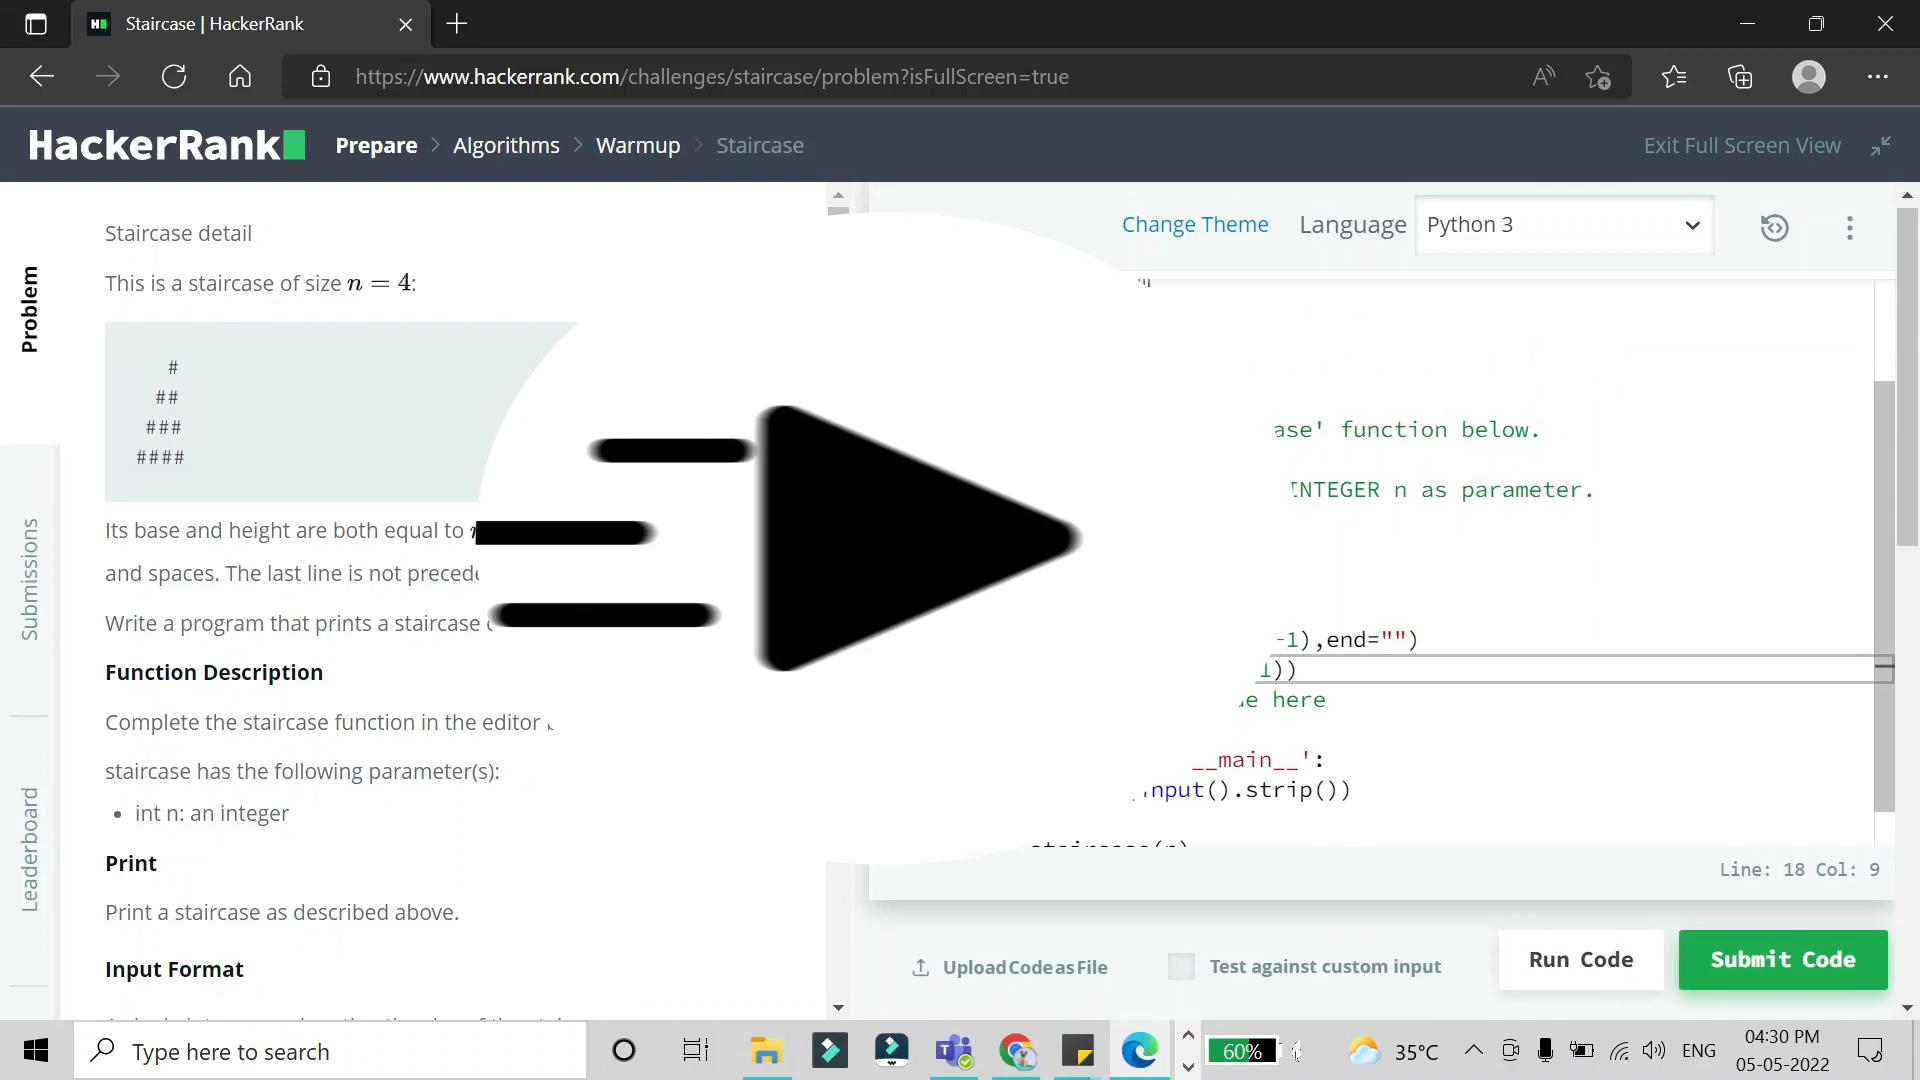 Staircase | HackerRank
https://www.hackerrank.com/challenges/staircase/problem?isFullScreen=true
HackerRank
Prepare > Algorithms > Warmup > Staircase
Exit Full Screen View
Problem
Submissions
Leaderboard
Staircase detail
This is a staircase of size n = 4:
#
##
###
####
Its base and height are both equal to
and spaces. The last line is not
Write a program that prints a staircase
Function Description
Complete the staircase function in the editor
staircase has the following parameter(s):
• int n: an integer
Print
Print a staircase as described above.
Input Format
Change Theme
Language
Python 3
ase' function below.
INTEGER n as parameter.
-1),end="")
1))
e here
__main__':
input().strip())
staircase(n)
Line: 18 Col: 9
Upload Code as File
Test against custom input
Run Code
Submit Code
Type here to search
60%
35°C
ENG
04:30 PM
05-05-2022